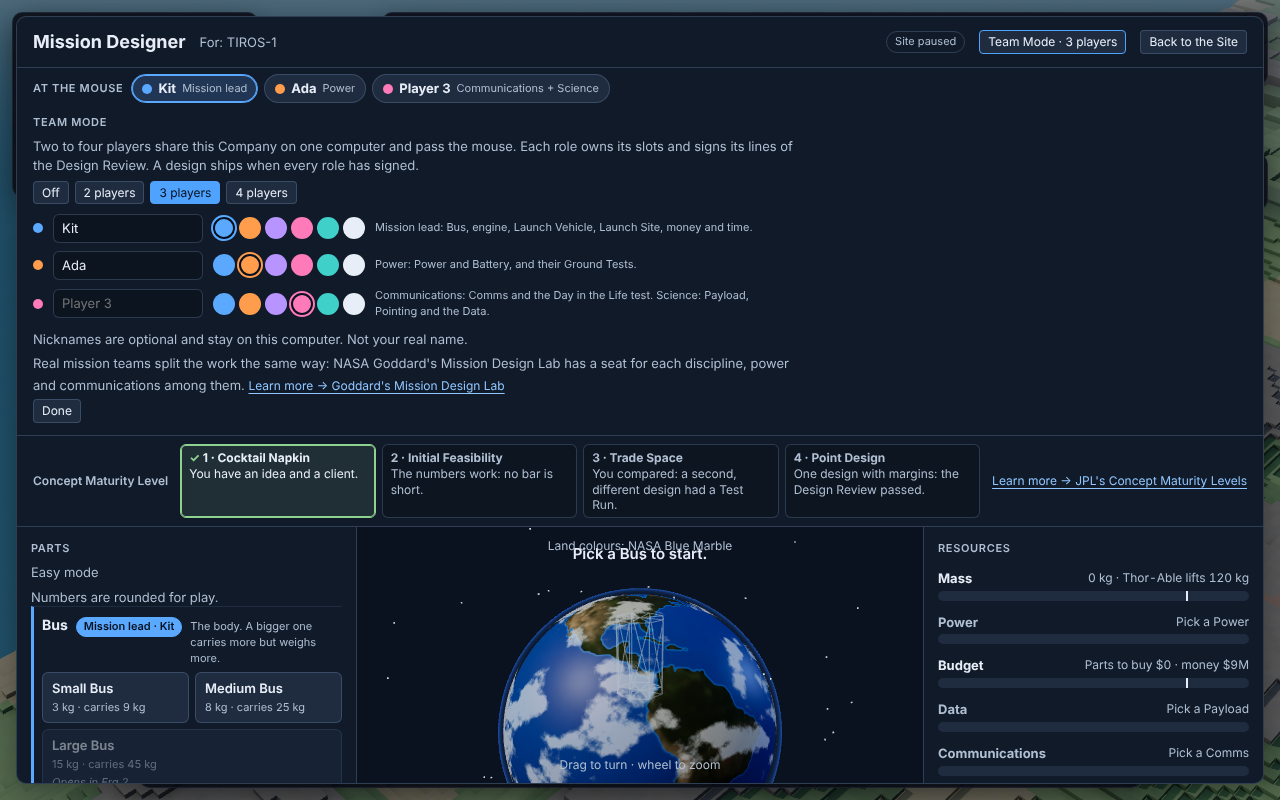 Mission Designer For: TIROS-1 Site paused Team Mode · 3 players Back to the Site
AT THE MOUSE Kit Mission lead Ada Power Player 3 Communications + Science
TEAM MODE
Two to four players share this Company on one computer and pass the mouse. Each role owns its slots and signs its lines of
the Design Review. A design ships when every role has signed.
Off 2 players 3 players 4 players
Kit Mission lead: Bus, engine, Launch Vehicle, Launch Site, money and time.
Ada Power: Power and Battery, and their Ground Tests.
Player 3 Communications: Comms and the Day in the Life test. Science: Payload,
Pointing and the Data.
Nicknames are optional and stay on this computer. Not your real name.
Real mission teams split the work the same way: NASA Goddard's Mission Design Lab has a seat for each discipline, power
and communications among them. Learn more → Goddard's Mission Design Lab
Done
Concept Maturity Level
✓ 1 · Cocktail Napkin
You have an idea and a client.
2 · Initial Feasibility
The numbers work: no bar is
short.
3 · Trade Space
You compared: a second,
different design had a Test
Run.
4 · Point Design
One design with margins: the
Design Review passed.
Learn more → JPL's Concept Maturity Levels
PARTS
Easy mode
Numbers are rounded for play.
Bus Mission lead · Kit
The body. A bigger one
carries more but weighs
more.
Small Bus
3 kg · carries 9 kg
Medium Bus
8 kg · carries 25 kg
Large Bus
15 kg · carries 45 kg
Opens in Era 2
Land colours: NASA Blue Marble
Pick a Bus to start.
Drag to turn · wheel to zoom
RESOURCES
Mass 0 kg · Thor-Able lifts 120 kg
Power Pick a Power
Budget Parts to buy $0 · money $9M
Data Pick a Payload
Communications Pick a Comms